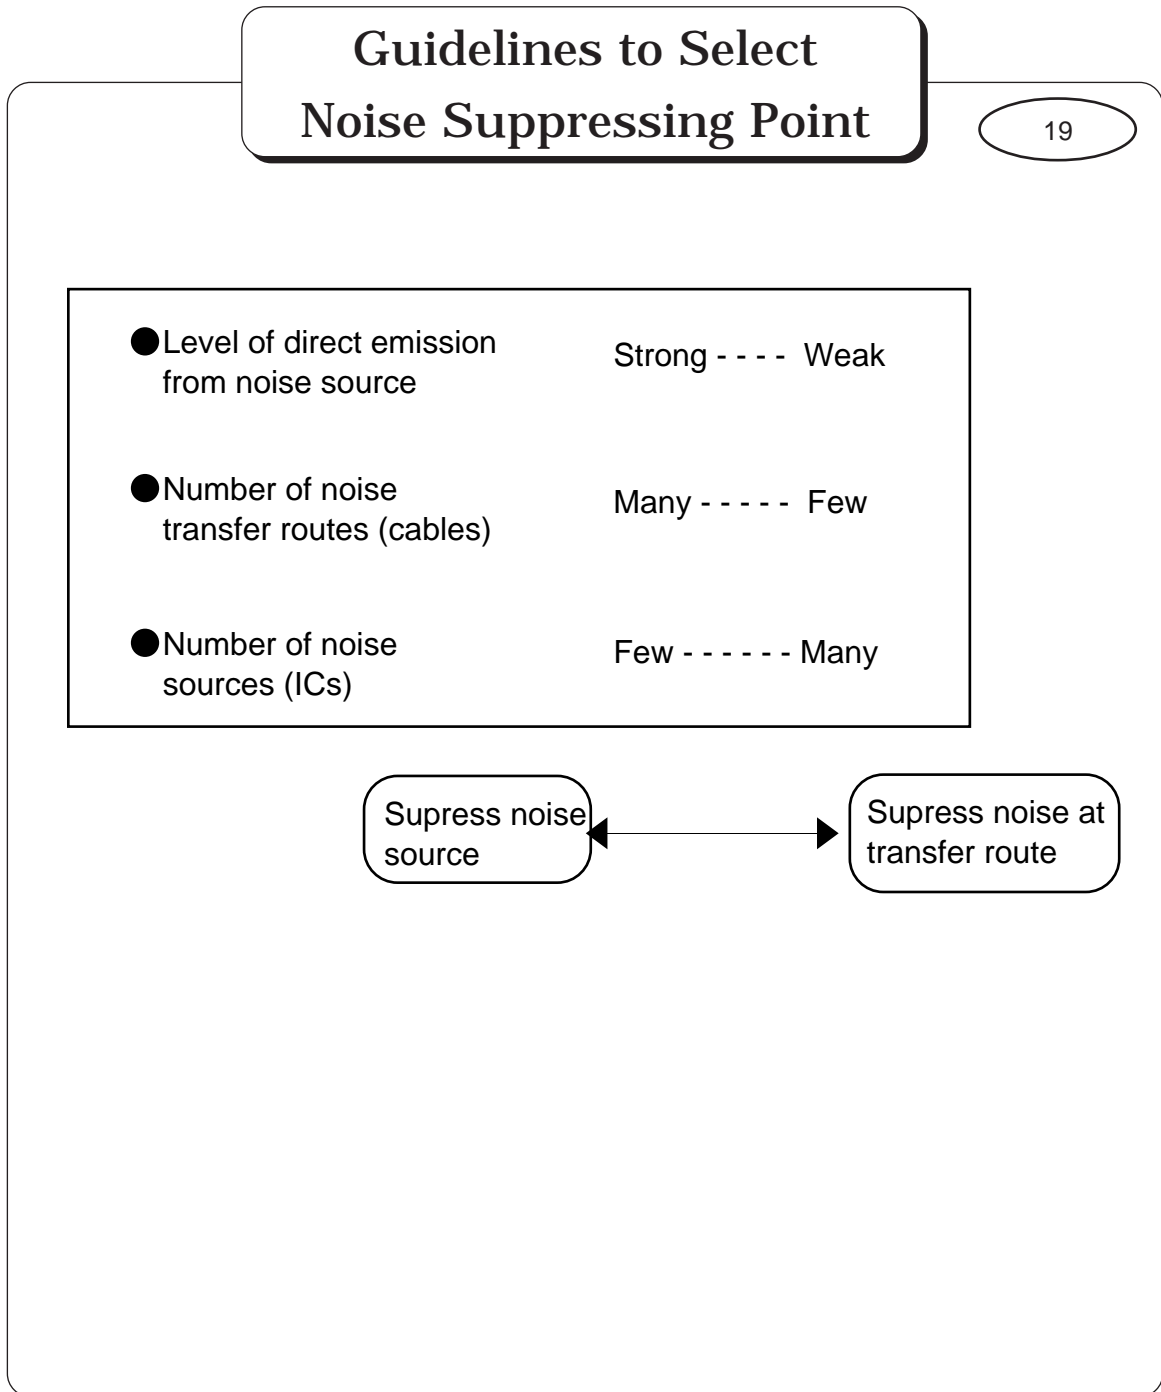 Guidelines to Select
Noise Suppressing Point
19
●Level of direct emission
from noise source
Strong - - - - Weak
●Number of noise
transfer routes (cables)
Many - - - - - Few
●Number of noise
sources (ICs)
Few - - - - - - Many
Supress noise
source
Supress noise at
transfer route